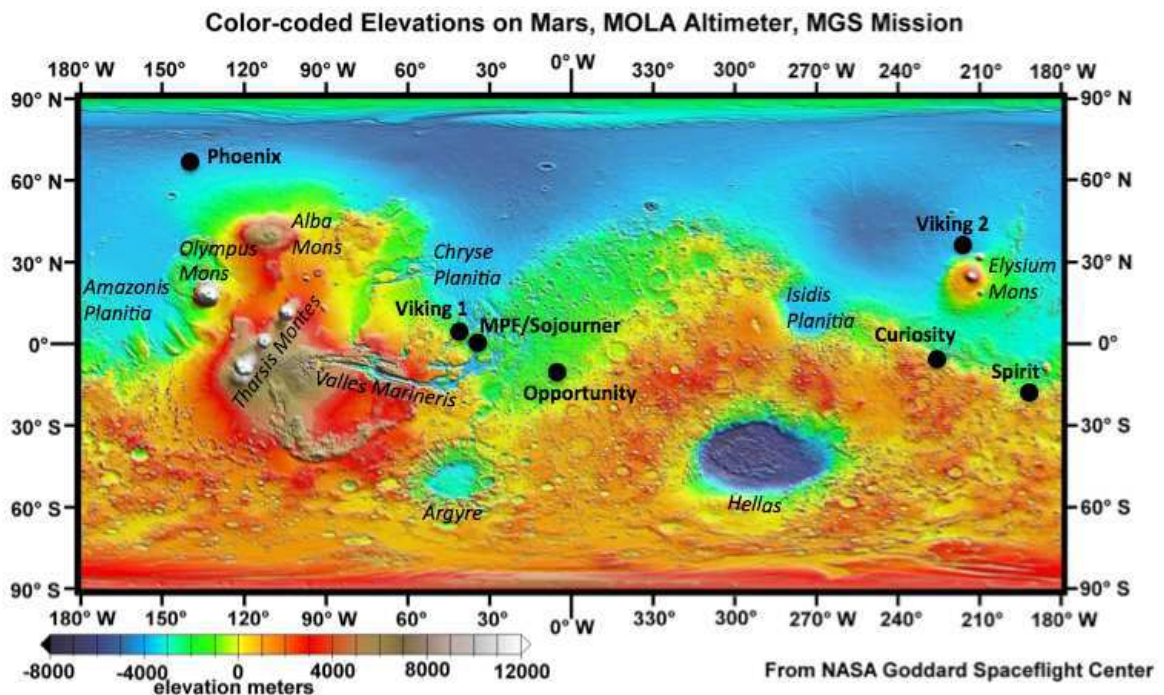 Color-coded Elevations on Mars, MOLA Altimeter, MGS Mission
180° W 150° W 120° W 90° W 60° W 30° W 0° W 330° W 300° W 270° W 240° W 210° W 180° W
90° N 90° N
Phoenix
60° N 60° N
Alba
Mons
Viking 2
Olympus
Mons
Chryse
Planitia
30° N 30° N
Elysium
Mons
Amazonis
Planitia
Isidis
Planitia
Viking 1
MPF/Sojourner
Tharsis Montes
Curiosity
0° 0°
Valles Marineris
Opportunity
Spirit
30° S 30° S
Hellas
Argyre
60° S 60° S
90° S 90° S
180° W 150° W 120° W 90° W 60° W 30° W 0° W 330° W 300° W 270° W 240° W 210° W 180° W
-8000 -4000 0 4000 8000 12000
elevation meters
From NASA Goddard Spaceflight Center